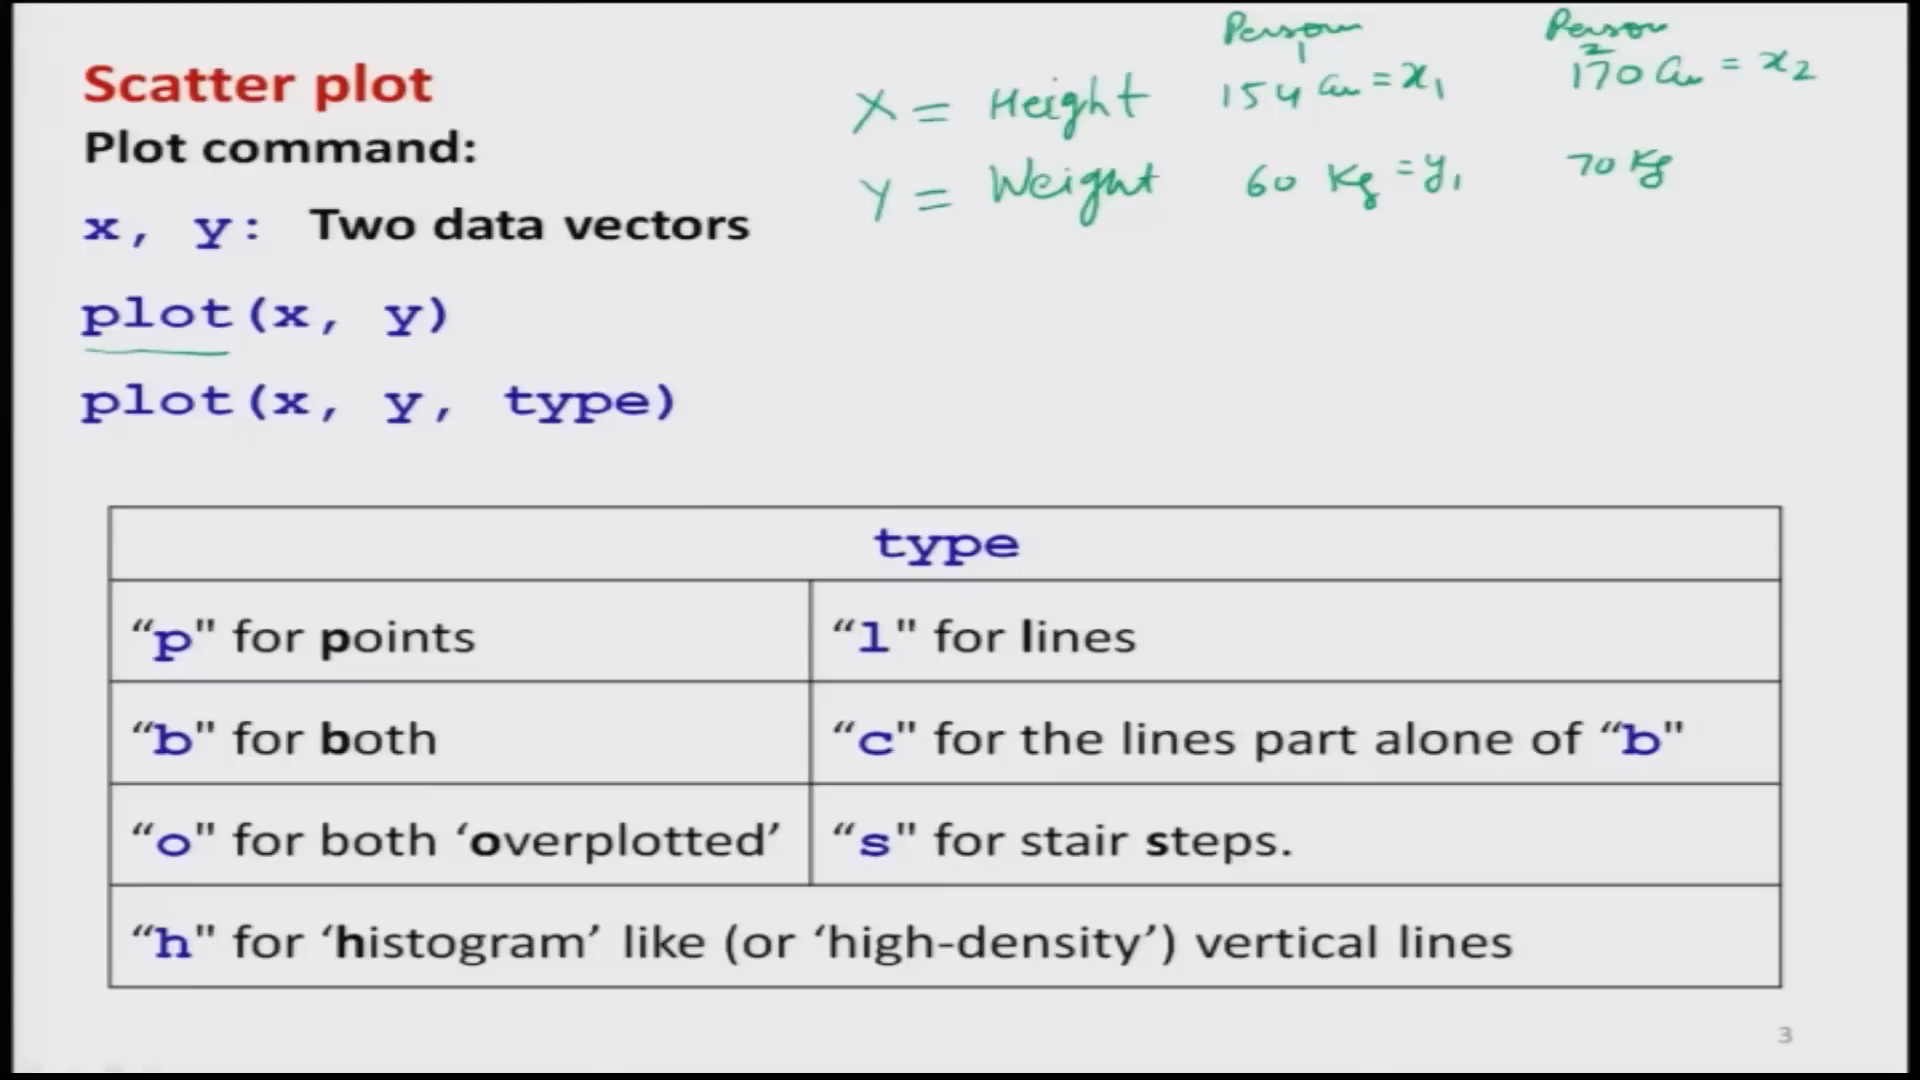 Scatter plot
Plot command:
x, y: Two data vectors
plot(x, y)
plot(x, y, type)
Person 1 Person 2
X = Height 154 cm = x1 170 cm = x2
Y = Weight 60 Kg = y1 70 Kg
type
“p" for points “l" for lines
“b" for both “c" for the lines part alone of “b"
“o" for both ‘overplotted’ “s" for stair steps.
“h" for ‘histogram’ like (or ‘high-density’) vertical lines
3